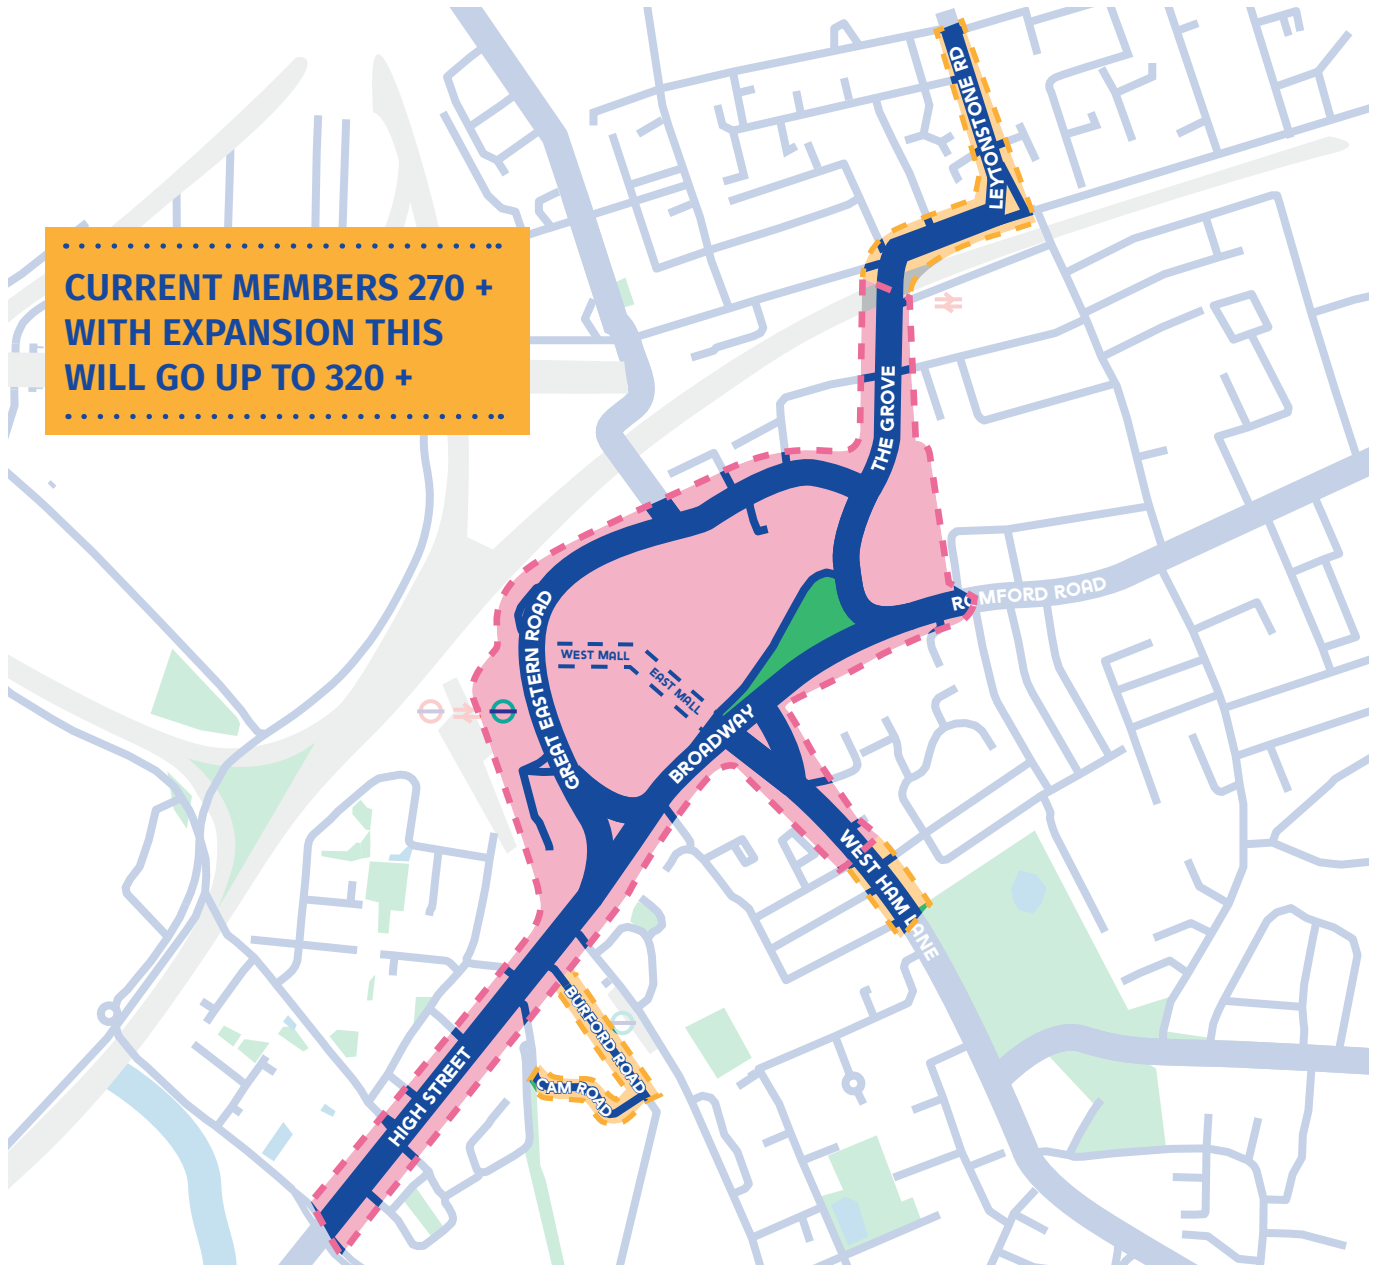 LEYTONSTONE RD
CURRENT MEMBERS 270 +
WITH EXPANSION THIS
WILL GO UP TO 320 +
THE GROVE
ROMFORD ROAD
GREAT EASTERN ROAD
WEST MALL
EAST MALL
BROADWAY
WEST HAM LANE
BURFORD ROAD
CAM ROAD
HIGH STREET